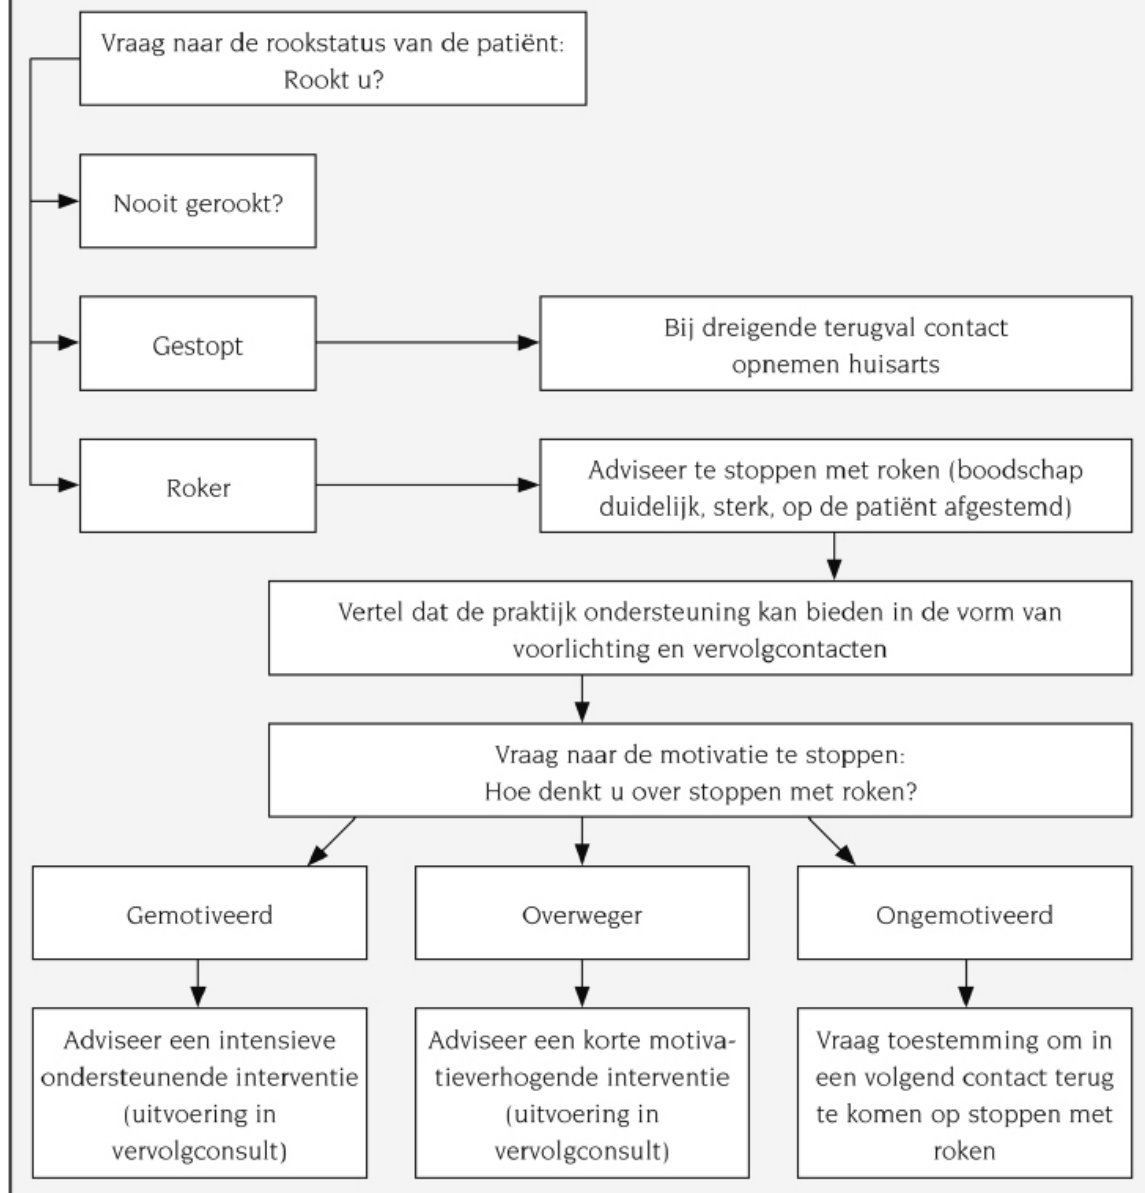 Vraag naar de rookstatus van de patiënt:
Rookt u?
Nooit gerookt?
Gestopt
Bij dreigende terugval contact
opnemen huisarts
Roker
Adviseer te stoppen met roken (boodschap
duidelijk, sterk, op de patiënt afgestemd)
Vertel dat de praktijk ondersteuning kan bieden in de vorm van
voorlichting en vervolgcontacten
Vraag naar de motivatie te stoppen:
Hoe denkt u over stoppen met roken?
Gemotiveerd
Overweger
Ongemotiveerd
Adviseer een intensieve
ondersteunende interventie
(uitvoering in
vervolgconsult)
Adviseer een korte motiva-
tieverhogende interventie
(uitvoering in
vervolgconsult)
Vraag toestemming om in
een volgend contact terug
te komen op stoppen met
roken